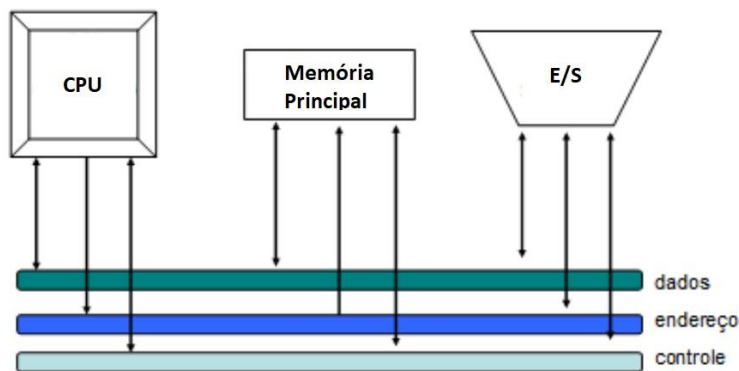 CPU
Memória
Principal
E/S
dados
endereço
controle